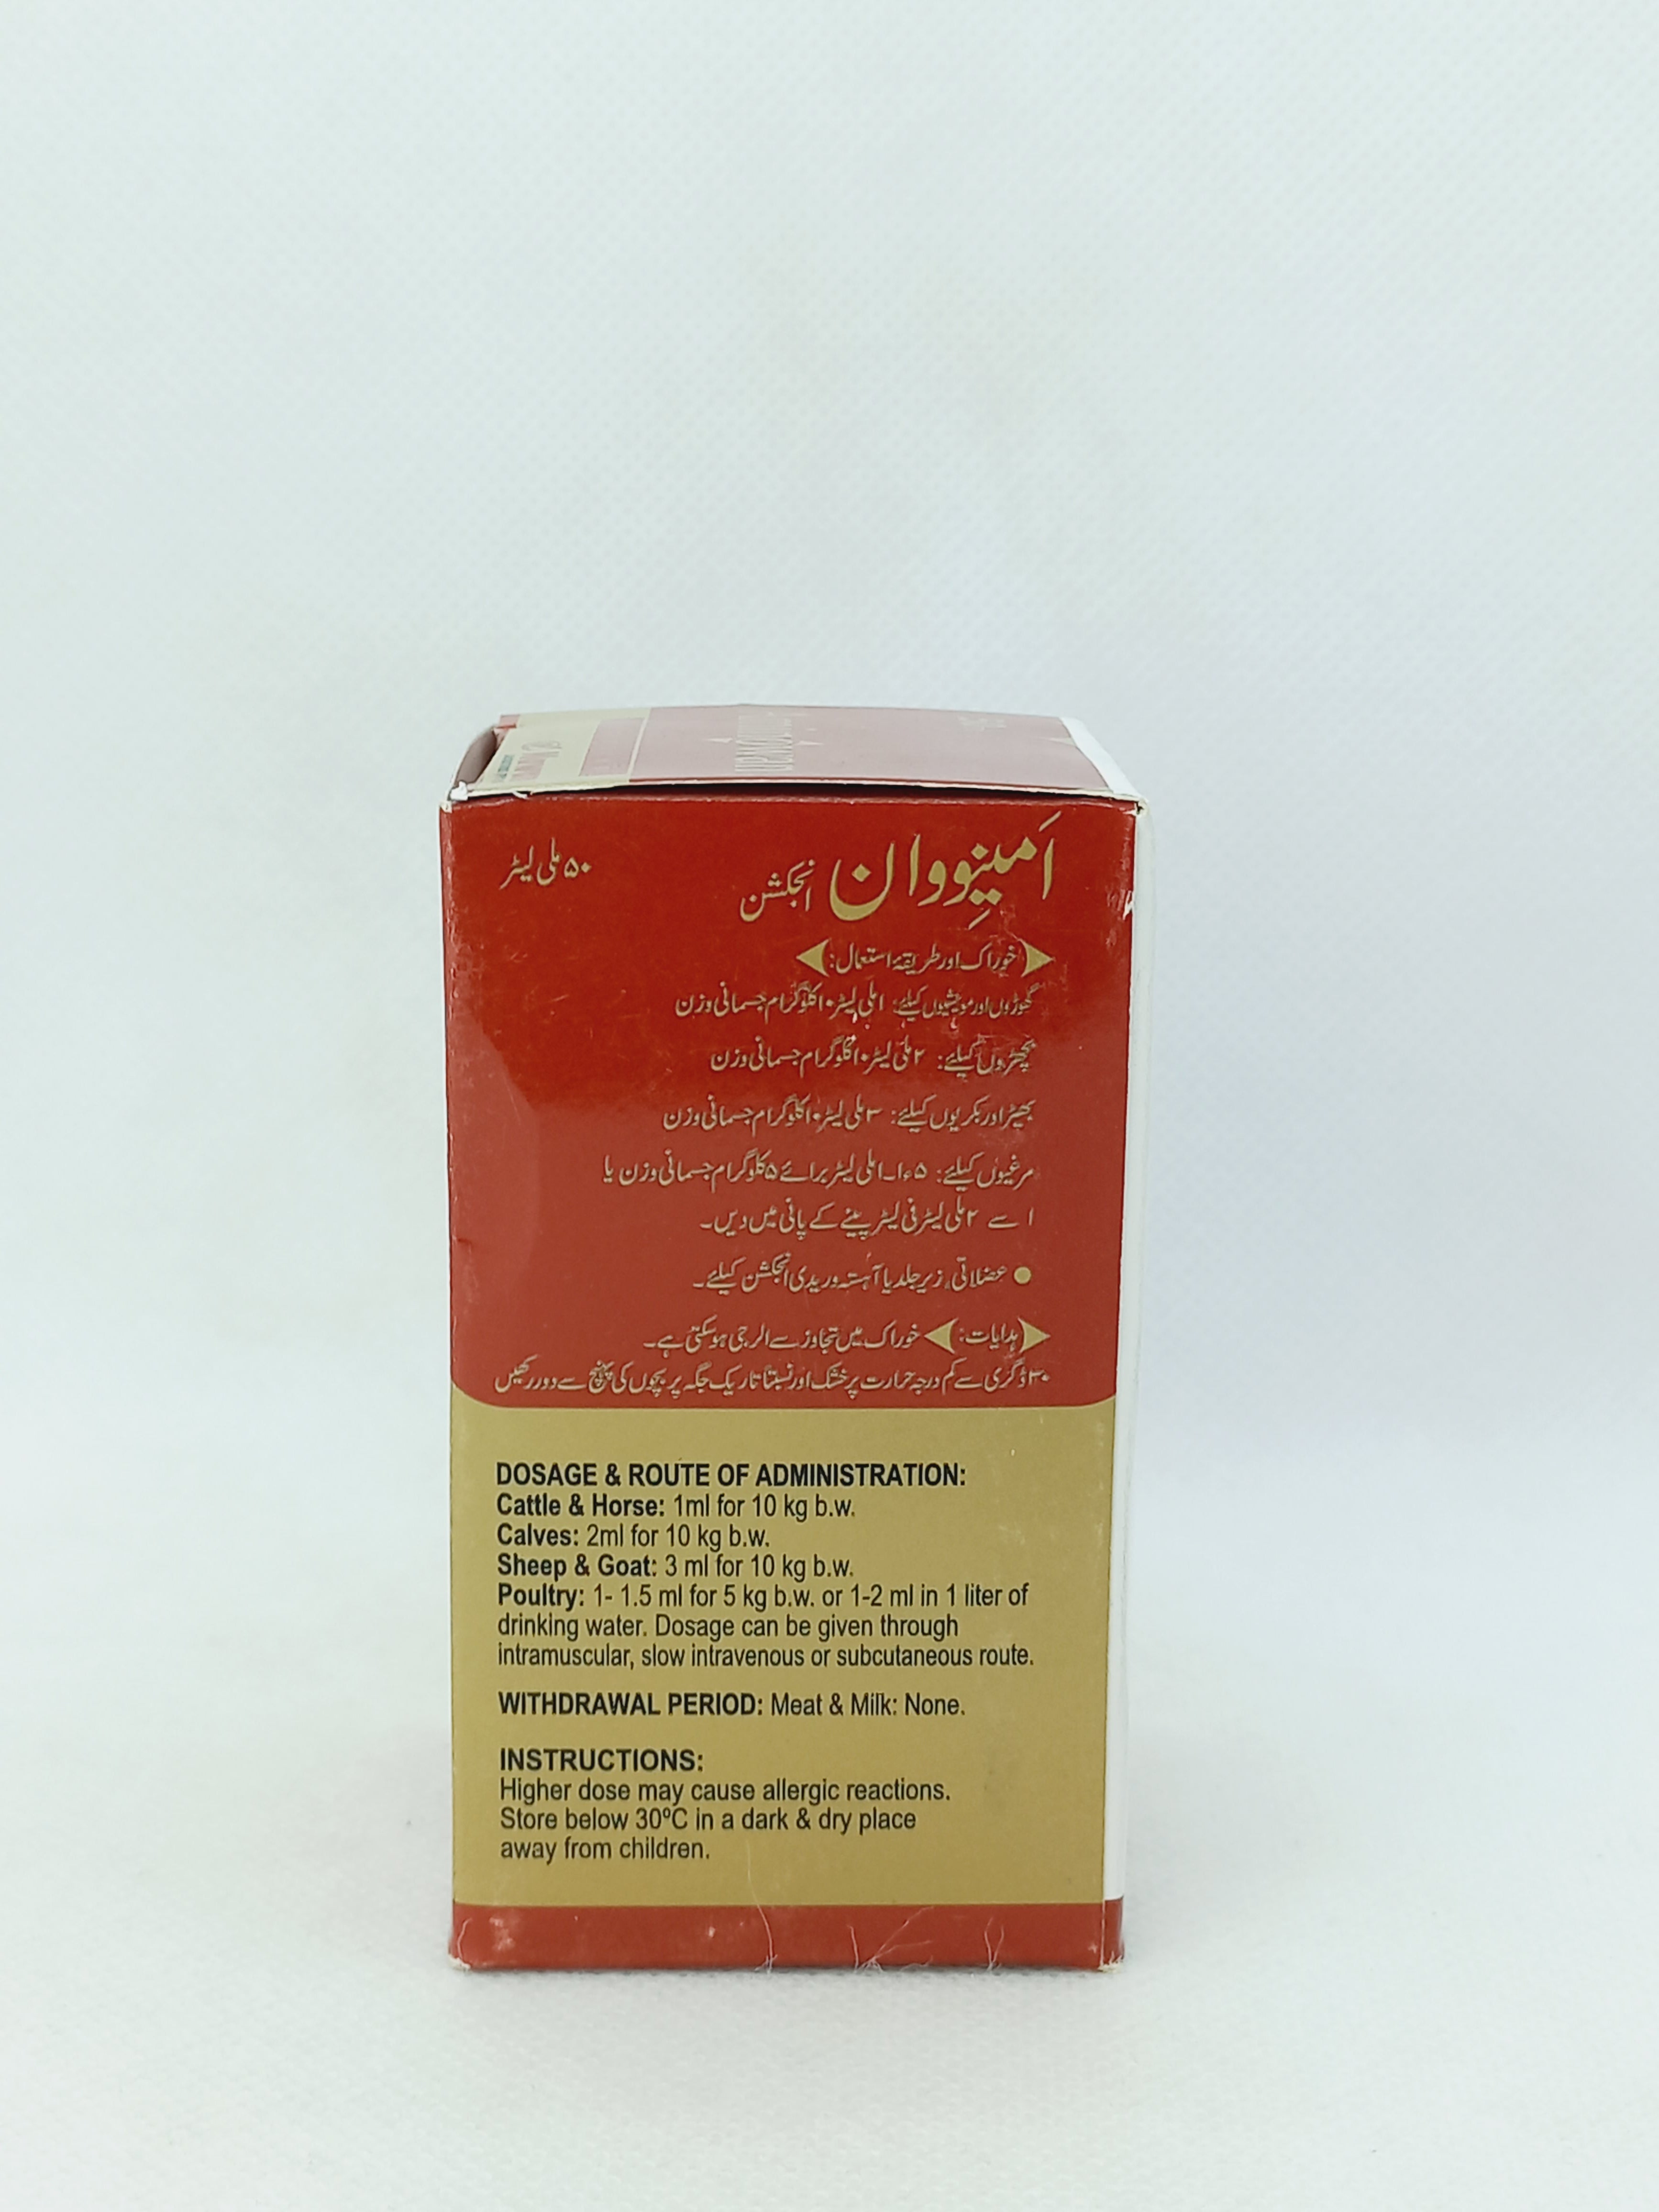 امینووان انجکشن ۵۰ ملی لیٹر
خوراک اور طریقۂ استعمال:
گھوڑوں اور مویشیوں کیلئے: ۱ ملی لیٹر ۱۰ کلوگرام جسمانی وزن
بچھڑوں کیلئے: ۲ ملی لیٹر ۱۰ کلوگرام جسمانی وزن
بھیڑ اور بکریوں کیلئے: ۳ ملی لیٹر ۱۰ کلوگرام جسمانی وزن
مرغیوں کیلئے: ۱۔۱ء۵ ملی لیٹر برائے ۵ کلوگرام جسمانی وزن یا
۱ سے ۲ ملی لیٹر فی لیٹر پینے کے پانی میں دیں۔
● عضلاتی، زیر جلد یا آہستہ وریدی انجکشن کیلئے۔
ہدایات: خوراک میں تجاوز سے الرجی ہو سکتی ہے۔
۳۰ ڈگری سے کم درجہ حرارت پر خشک اور نسبتاً تاریک جگہ پر بچوں کی پہنچ سے دور رکھیں
DOSAGE & ROUTE OF ADMINISTRATION:
Cattle & Horse: 1ml for 10 kg b.w.
Calves: 2ml for 10 kg b.w.
Sheep & Goat: 3 ml for 10 kg b.w.
Poultry: 1- 1.5 ml for 5 kg b.w. or 1-2 ml in 1 liter of
drinking water. Dosage can be given through
intramuscular, slow intravenous or subcutaneous route.
WITHDRAWAL PERIOD: Meat & Milk: None.
INSTRUCTIONS:
Higher dose may cause allergic reactions.
Store below 30ºC in a dark & dry place
away from children.